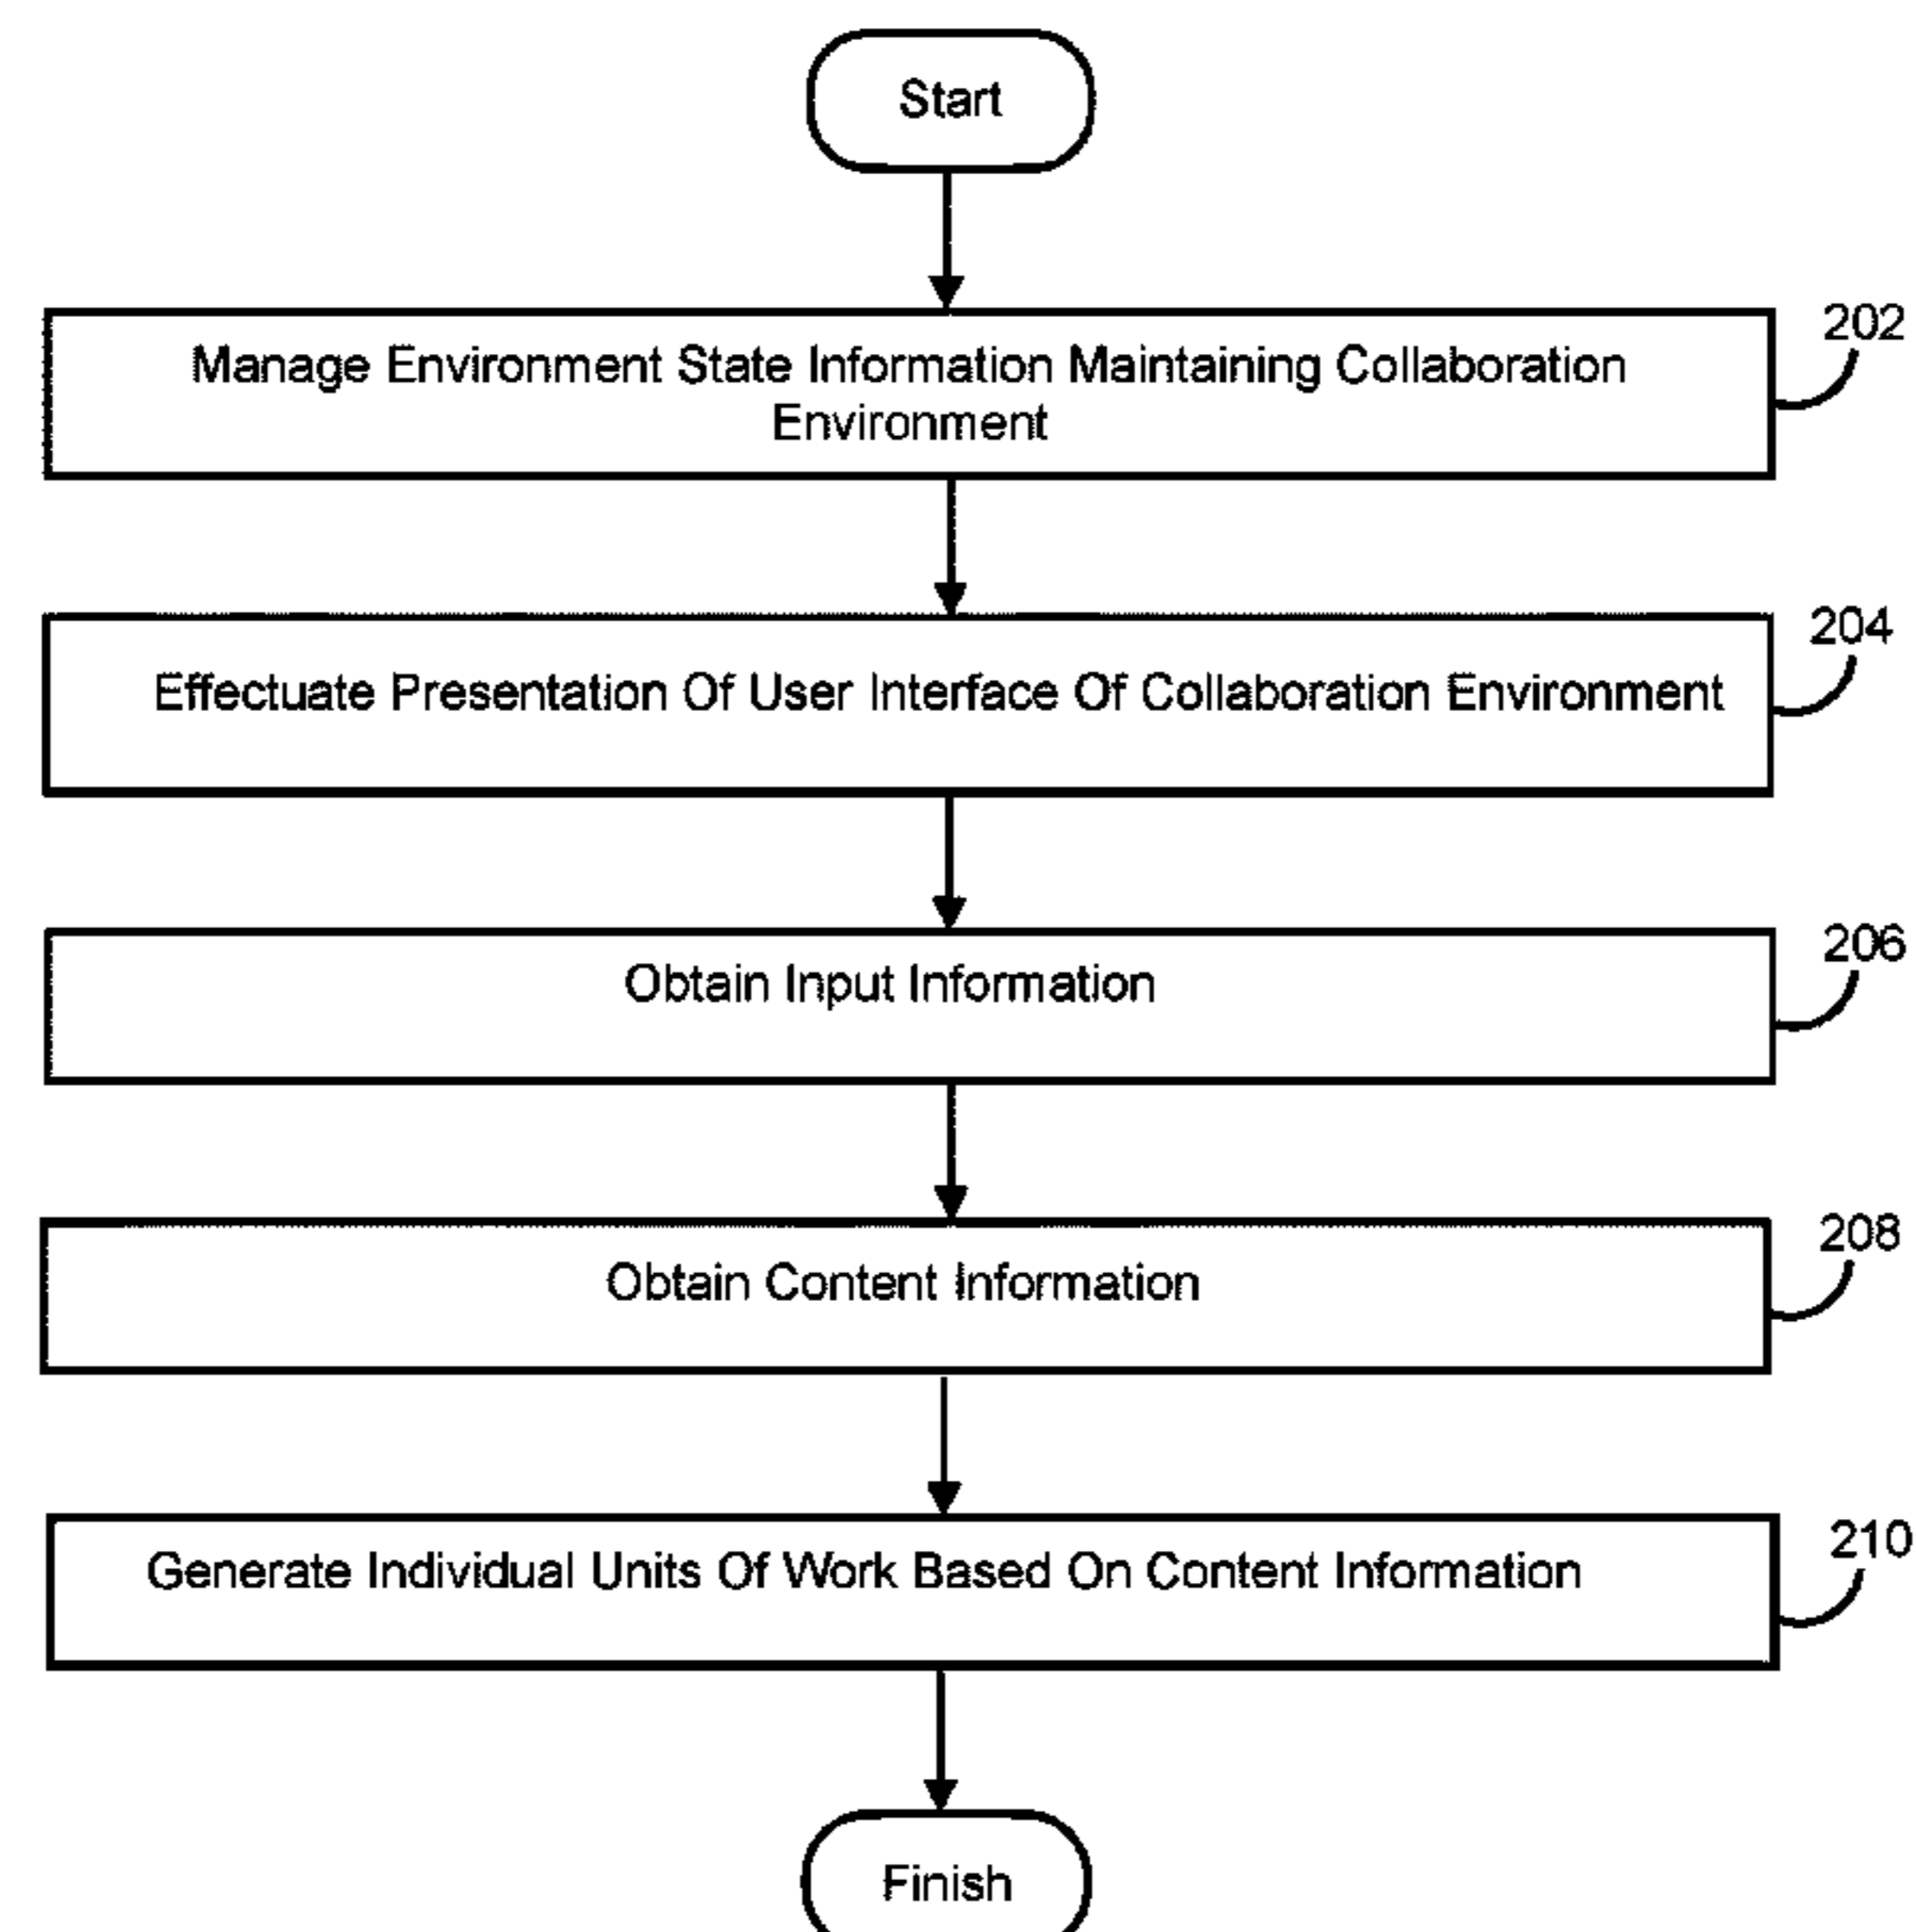 Start
202
Manage Environment State Information Maintaining Collaboration
Environment
204
Effectuate Presentation Of User Interface Of Collaboration Environment
206
Obtain Input Information
208
Obtain Content Information
210
Generate Individual Units Of Work Based On Content Information
Finish